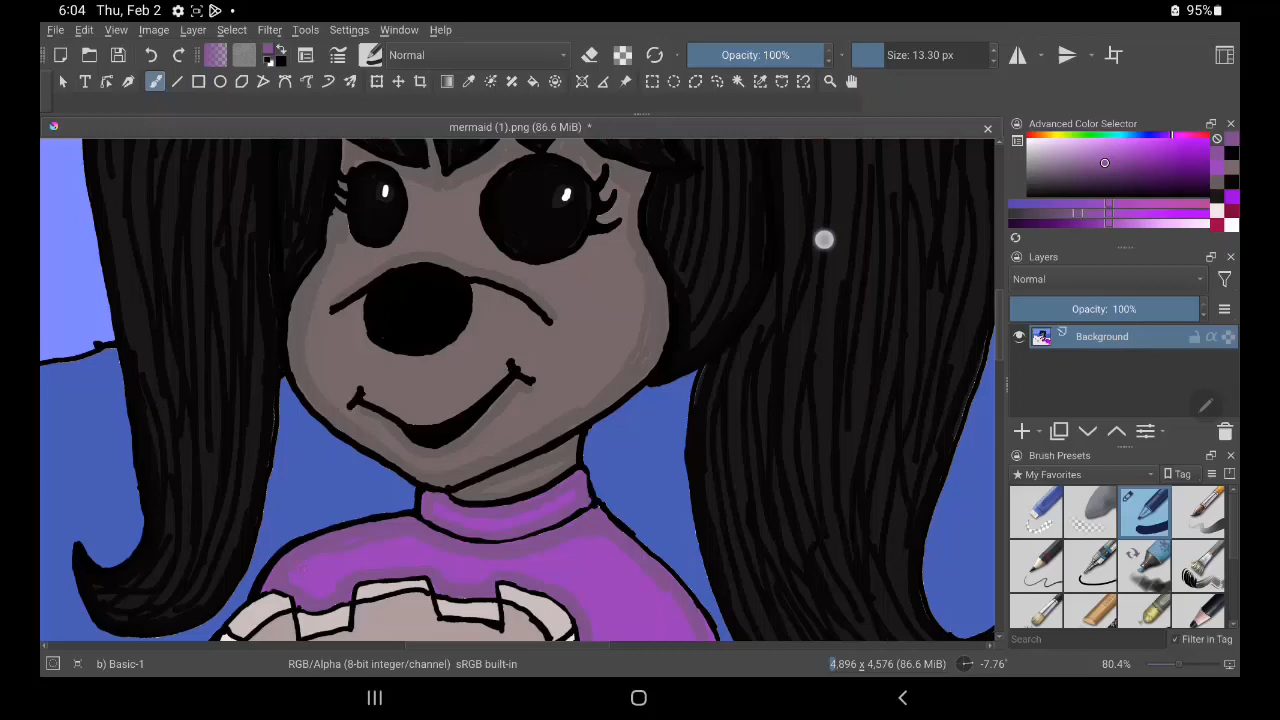 6:04 Thu, Feb 2 95%
File Edit View Image Layer Select Filter Tools Settings Window Help
Normal Opacity: 100% Size: 13.30 px
mermaid (1).png (86.6 MiB) *
Advanced Color Selector
Layers
Normal
Opacity: 100%
Background
Brush Presets
★ My Favorites Tag
Search Filter in Tag
b) Basic-1 RGB/Alpha (8-bit integer/channel) sRGB built-in 4,896 x 4,576 (86.6 MiB) -7.76° 80.4%